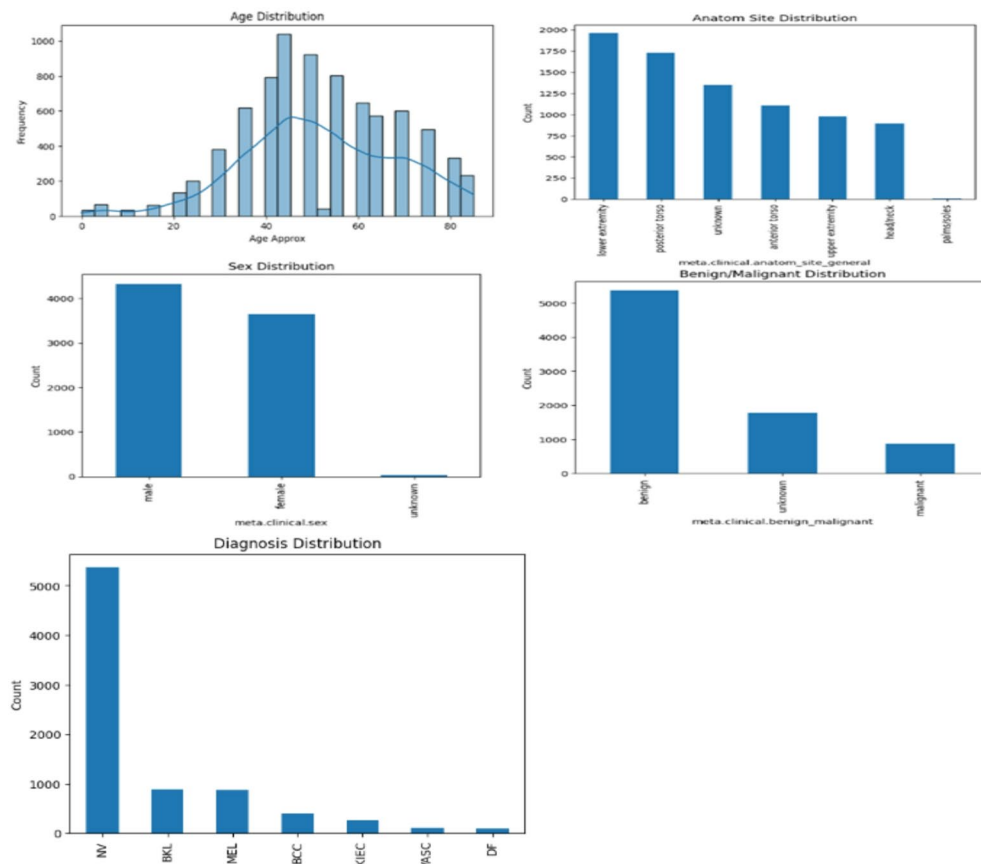 Age Distribution
1000
800
600
400
200
0
Frequency
0 20 40 60 80
Age Approx
Anatom Site Distribution
2000
1750
1500
1250
1000
750
500
250
0
Count
lower extremity
posterior torso
unknown
anterior torso
upper extremity
head/neck
palms/soles
meta.clinical.anatom_site_general
Sex Distribution
4000
3000
2000
1000
0
Count
male
female
unknown
meta.clinical.sex
Benign/Malignant Distribution
5000
4000
3000
2000
1000
0
Count
benign
unknown
malignant
meta.clinical.benign_malignant
Diagnosis Distribution
5000
4000
3000
2000
1000
0
Count
NV
BKL
MEL
BCC
DF